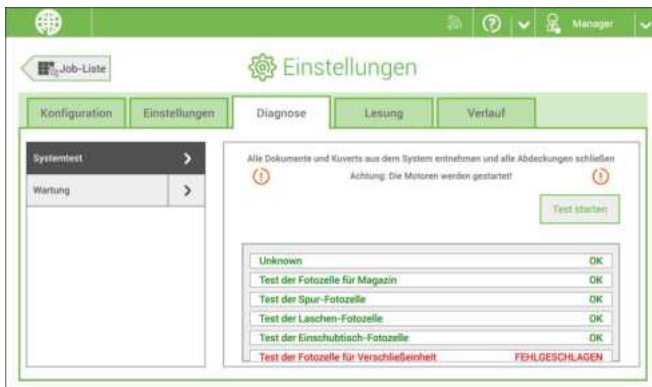 Manager
Job-Liste
Einstellungen
Konfiguration
Einstellungen
Diagnose
Lesung
Verlauf
Systemtest
Wartung
Alle Dokumente und Kuverts aus dem System entnehmen und alle Abdeckungen schließen
Achtung: Die Motoren werden gestartet!
Test starten
Unknown OK
Test der Fotozelle für Magazin OK
Test der Spur-Fotozelle OK
Test der Laschen-Fotozelle OK
Test der Einschubtisch-Fotozelle OK
Test der Fotozelle für Verschließeinheit FEHLGESCHLAGEN